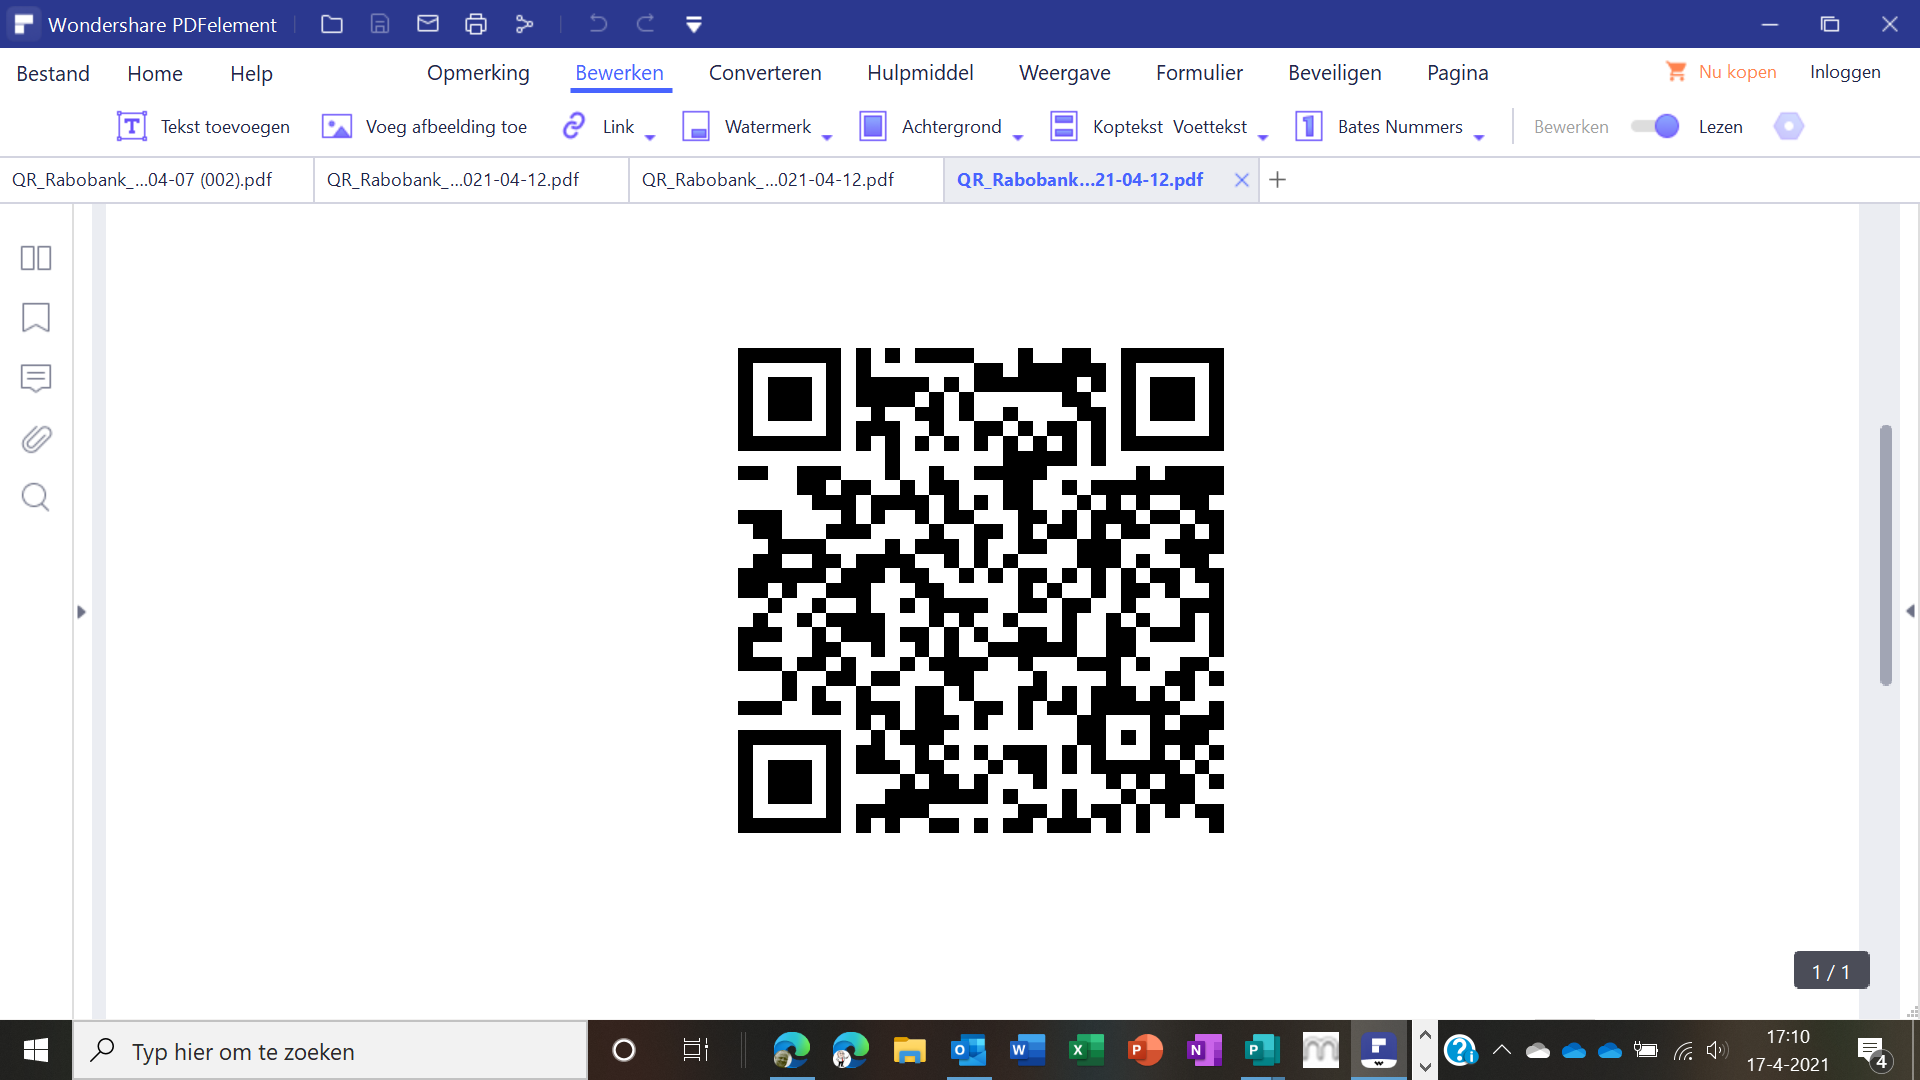 Wondershare PDFelement
Bestand Home Help Opmerking Bewerken Converteren Hulpmiddel Weergave Formulier Beveiligen Pagina Nu kopen Inloggen
Tekst toevoegen Voeg afbeelding toe Link Watermerk Achtergrond Koptekst Voettekst Bates Nummers Bewerken Lezen
QR_Rabobank_...04-07 (002).pdf QR_Rabobank_...021-04-12.pdf QR_Rabobank_...021-04-12.pdf QR_Rabobank...21-04-12.pdf
1 / 1
Typ hier om te zoeken
17:10
17-4-2021
4